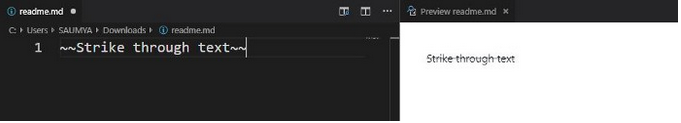 readme.md
Preview readme.md
C: > Users > SAUMYA > Downloads > readme.md
1 ~~Strike through text~~
Strike through text